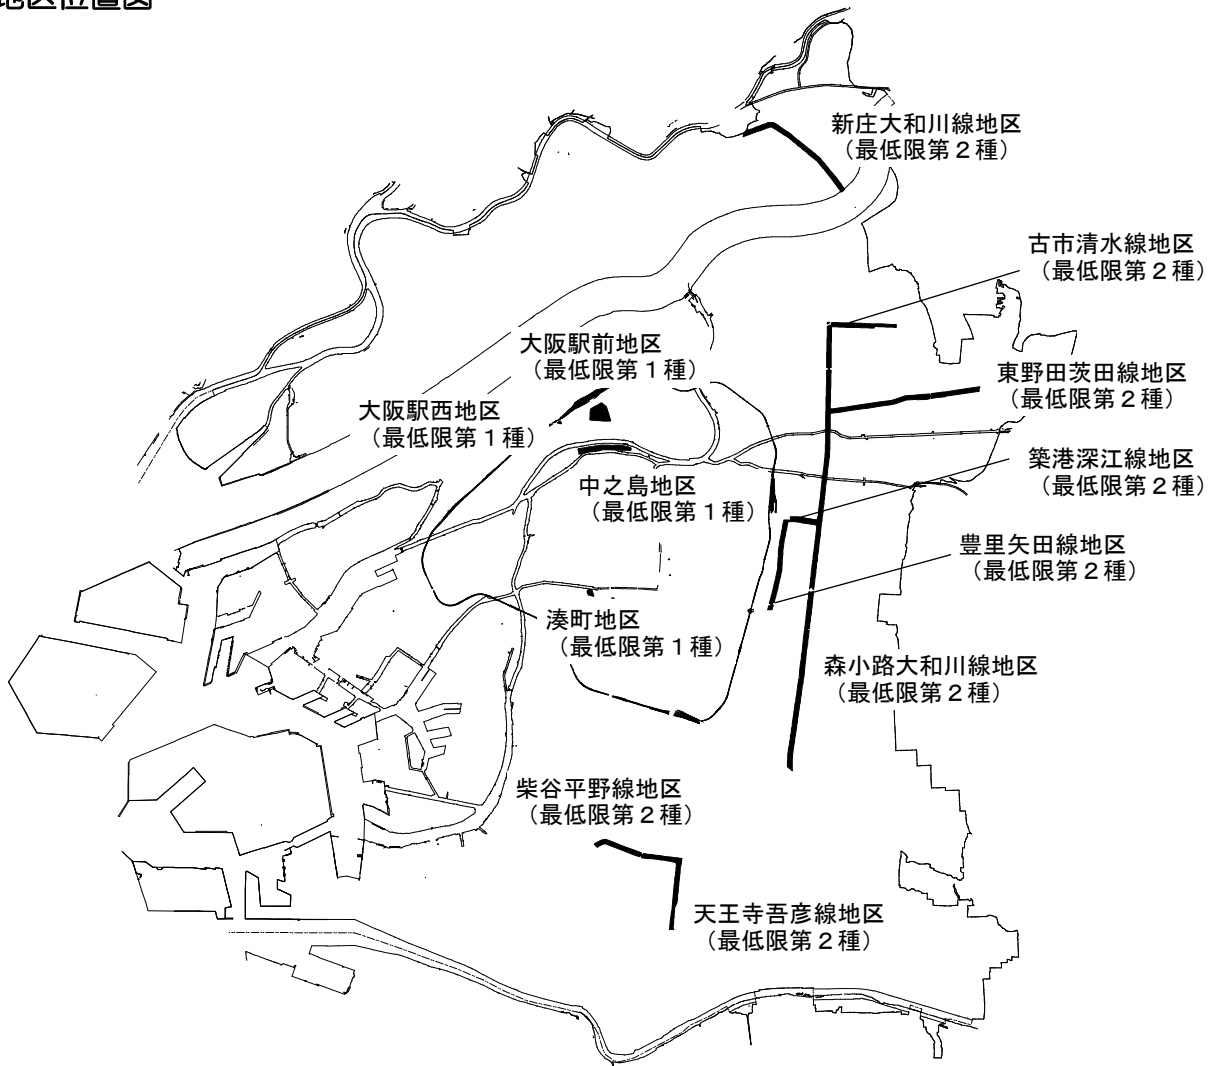 地区位置図
新庄大和川線地区
（最低限第２種）
古市清水線地区
（最低限第２種）
大阪駅前地区
（最低限第１種）
東野田茨田線地区
（最低限第２種）
大阪駅西地区
（最低限第１種）
築港深江線地区
（最低限第２種）
中之島地区
（最低限第１種）
豊里矢田線地区
（最低限第２種）
湊町地区
（最低限第１種）
森小路大和川線地区
（最低限第２種）
柴谷平野線地区
（最低限第２種）
天王寺吾彦線地区
（最低限第２種）